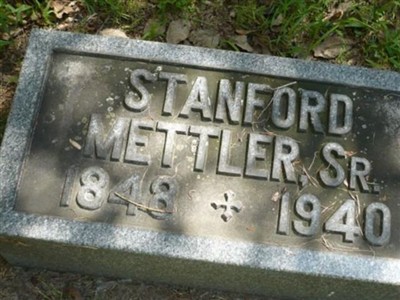 STANFORD
METTLER, SR.
1848 1940